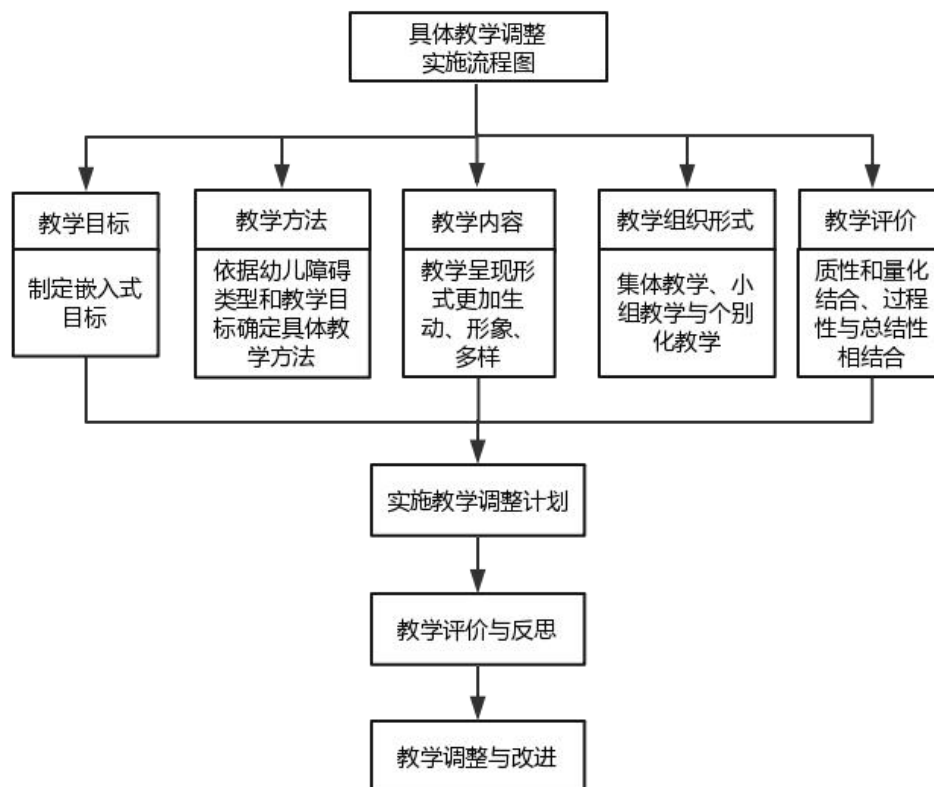 具体教学调整
实施流程图
教学目标
制定嵌入式
目标
教学方法
依据幼儿障碍
类型和教学目
标确定具体教
学方法
教学内容
教学呈现形
式更加生
动、形象、
多样
教学组织形式
集体教学、小
组教学与个别
化教学
教学评价
质性和量化
结合、过程
性与总结性
相结合
实施教学调整计划
教学评价与反思
教学调整与改进